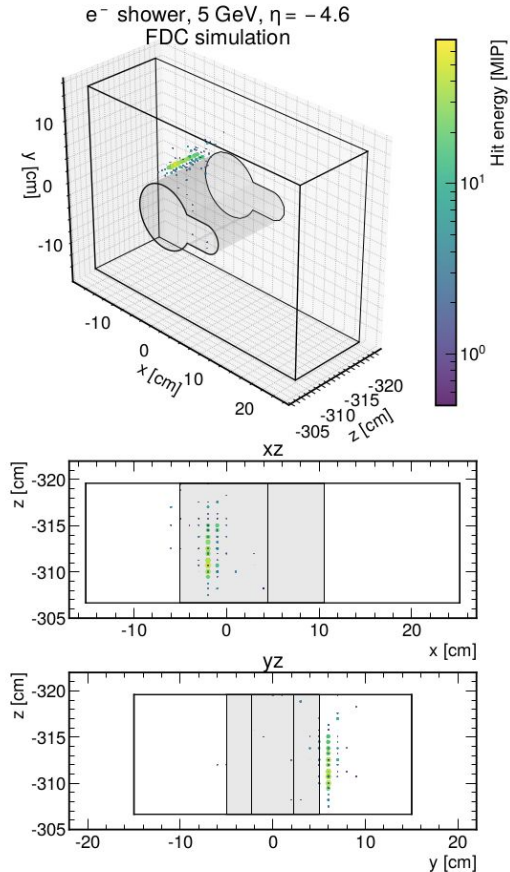 e⁻ shower, 5 GeV, η = −4.6
FDC simulation
Hit energy [MIP]
10¹
10⁰
y [cm]
10
0
-10
-10
0
10
20
x [cm]
-305
-310
-315
-320
z [cm]
xz
z [cm]
-320
-315
-310
-305
-10
0
10
20
x [cm]
yz
z [cm]
-320
-315
-310
-305
-20
-10
0
10
20
y [cm]